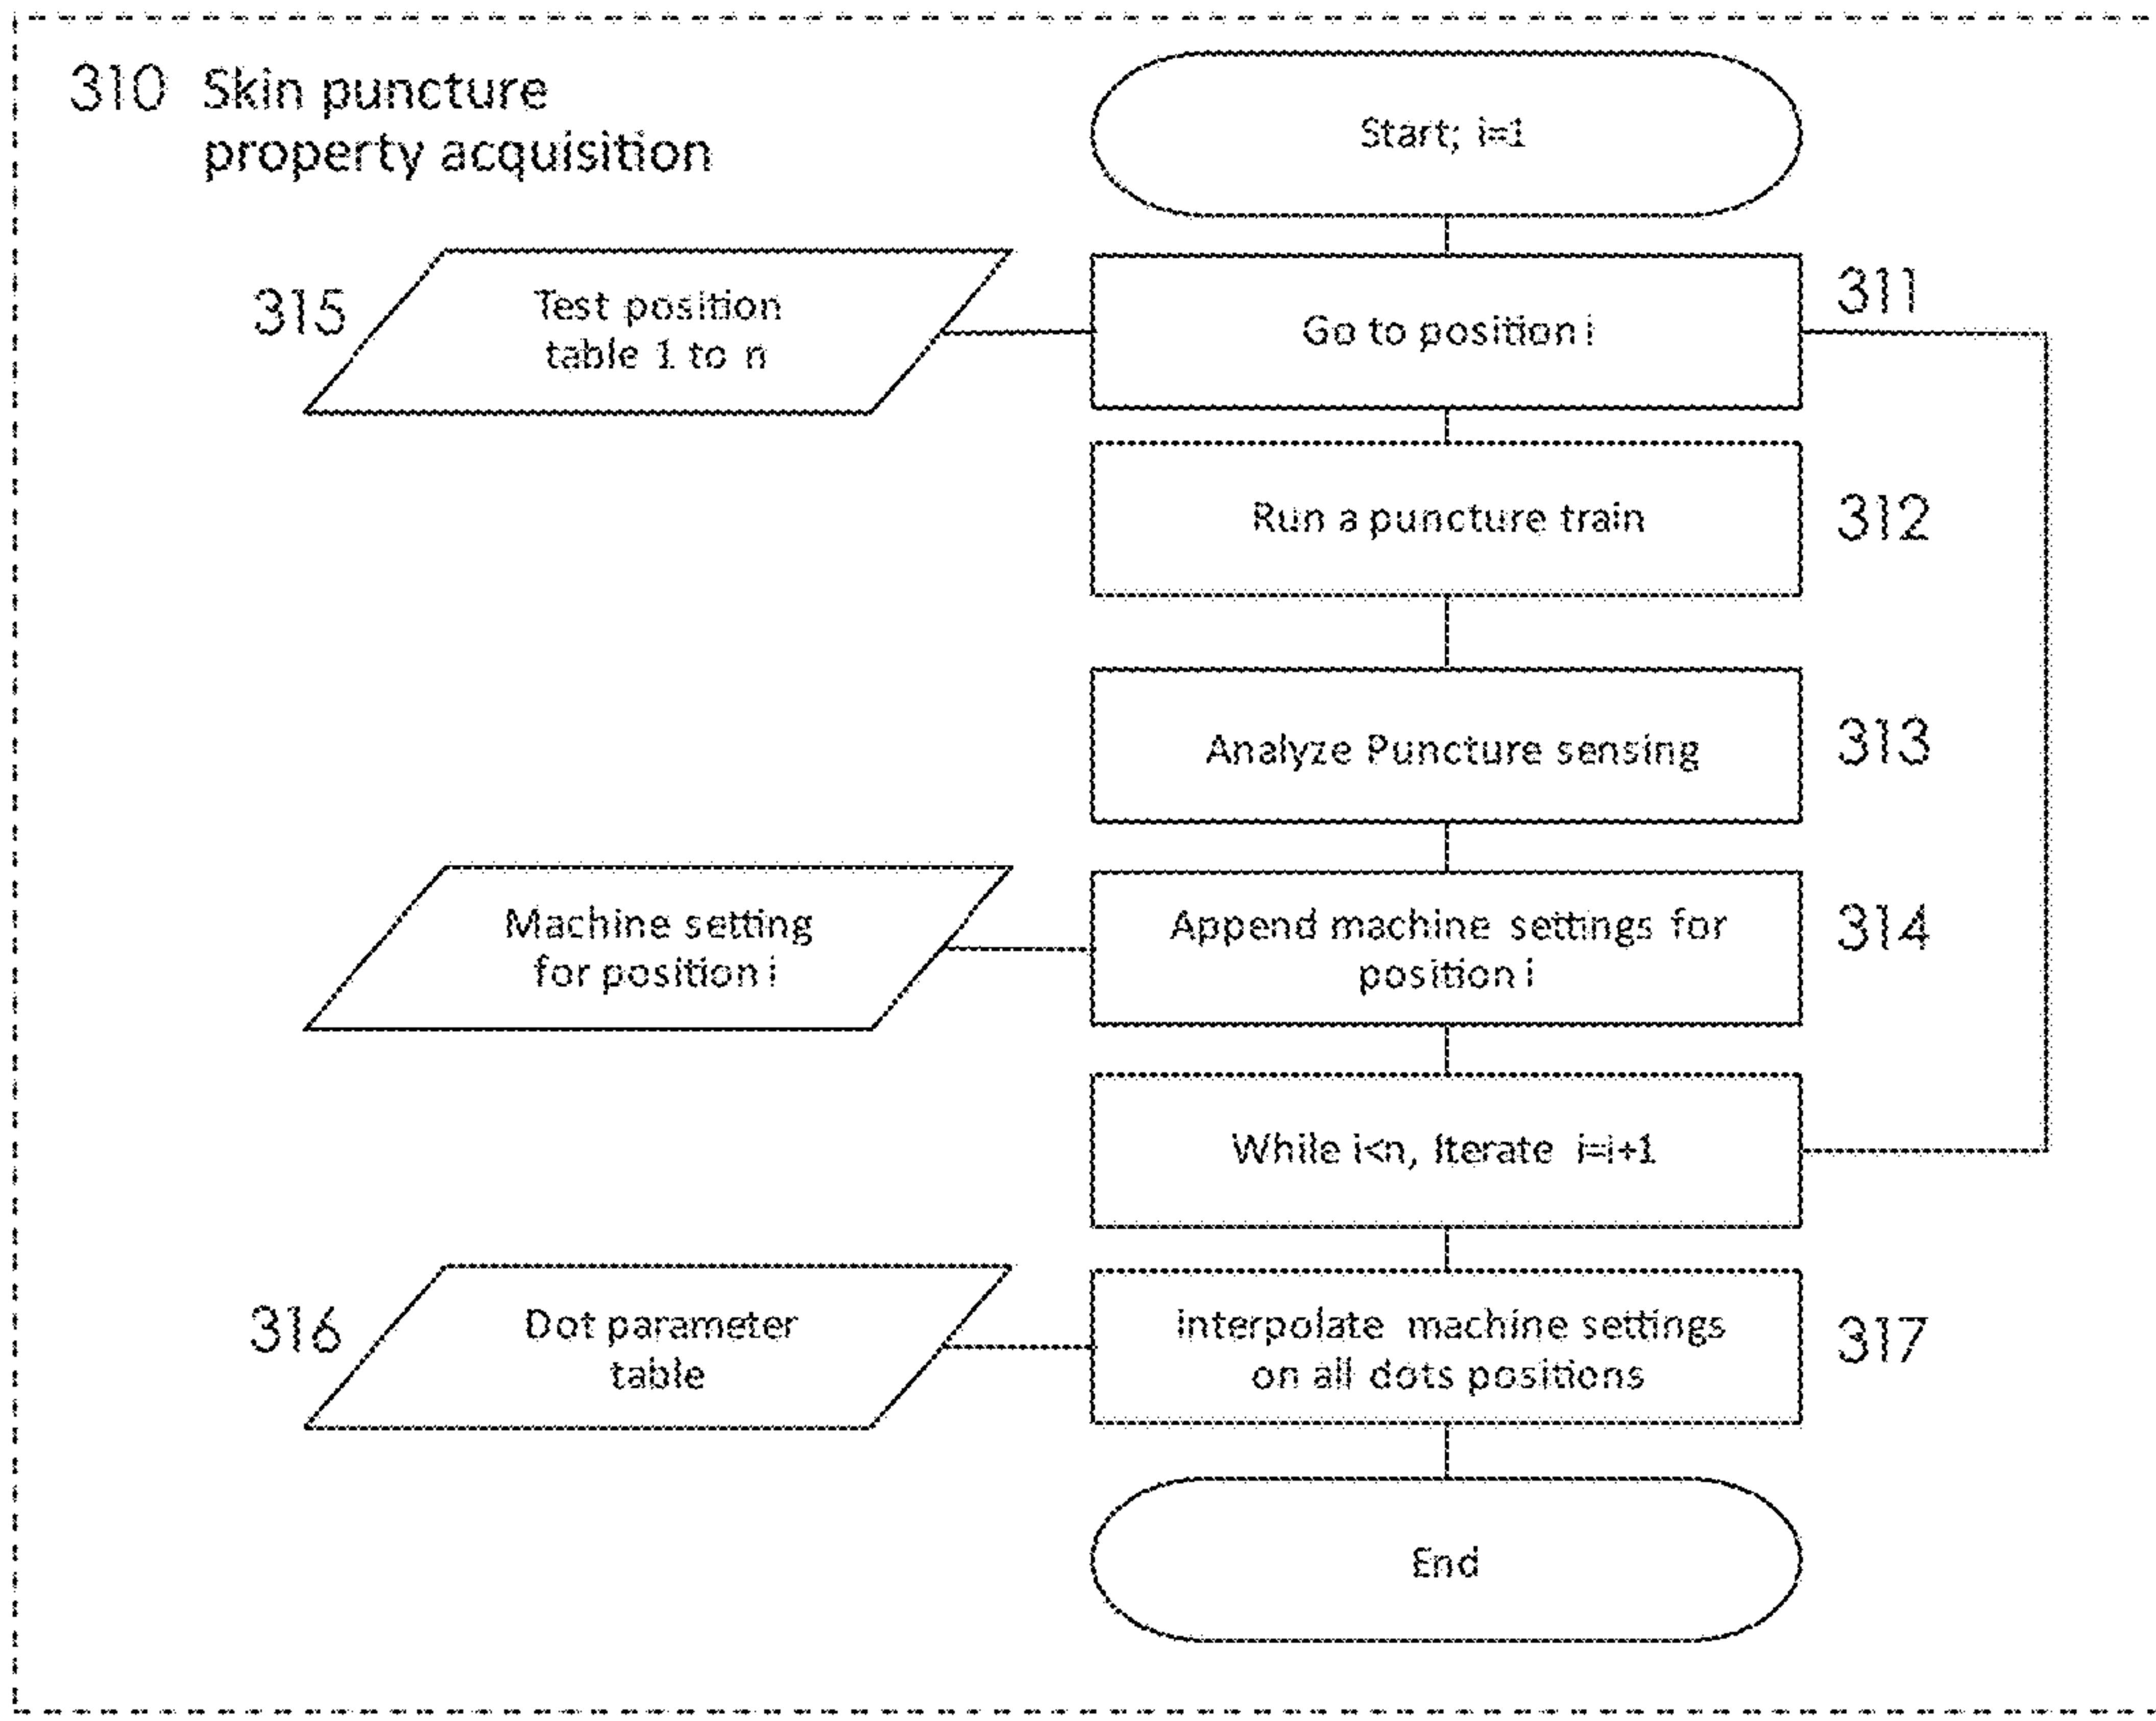 310 Skin puncture
property acquisition
Start; i=1
315
Test position
table 1 to n
Go to position i
311
Run a puncture train
312
Analyze Puncture sensing
313
Machine setting
for position i
Append machine settings for
position i
314
While i<n, Iterate i=i+1
316
Dot parameter
table
interpolate machine settings
on all dots positions
317
End